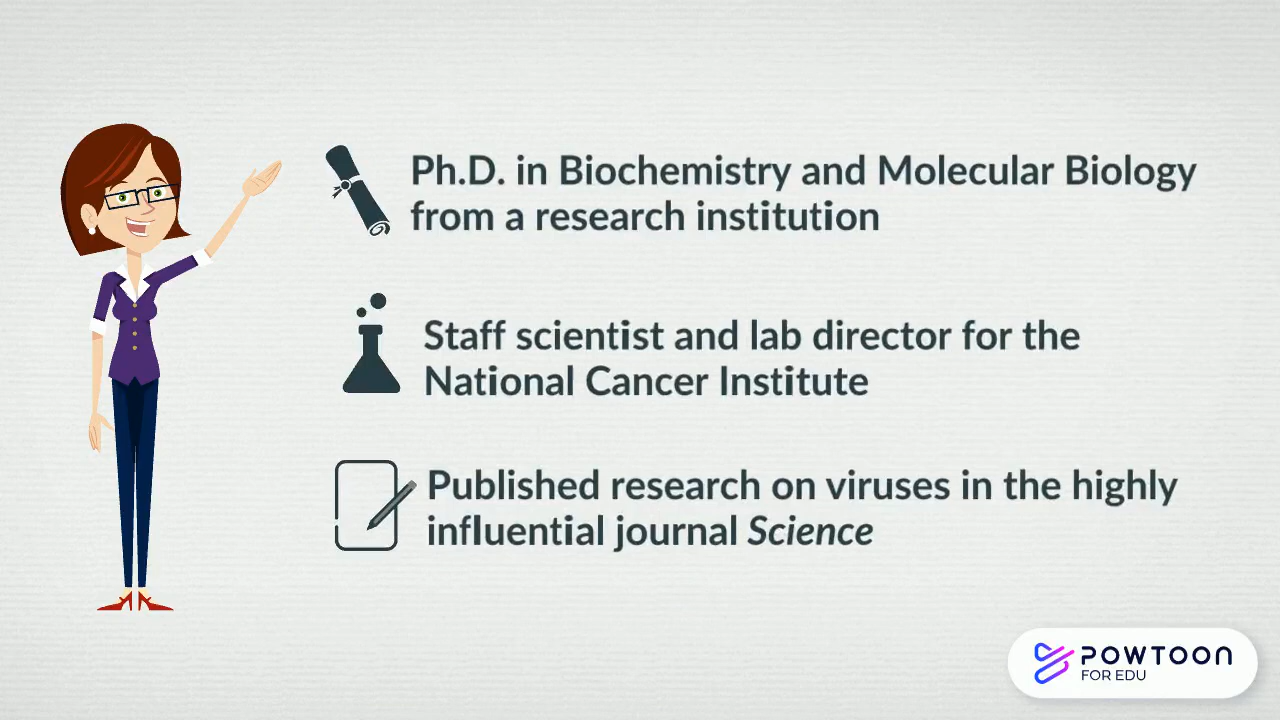 Ph.D. in Biochemistry and Molecular Biology
from a research institution
Staff scientist and lab director for the
National Cancer Institute
Published research on viruses in the highly
influential journal Science
POWTOON
FOR EDU